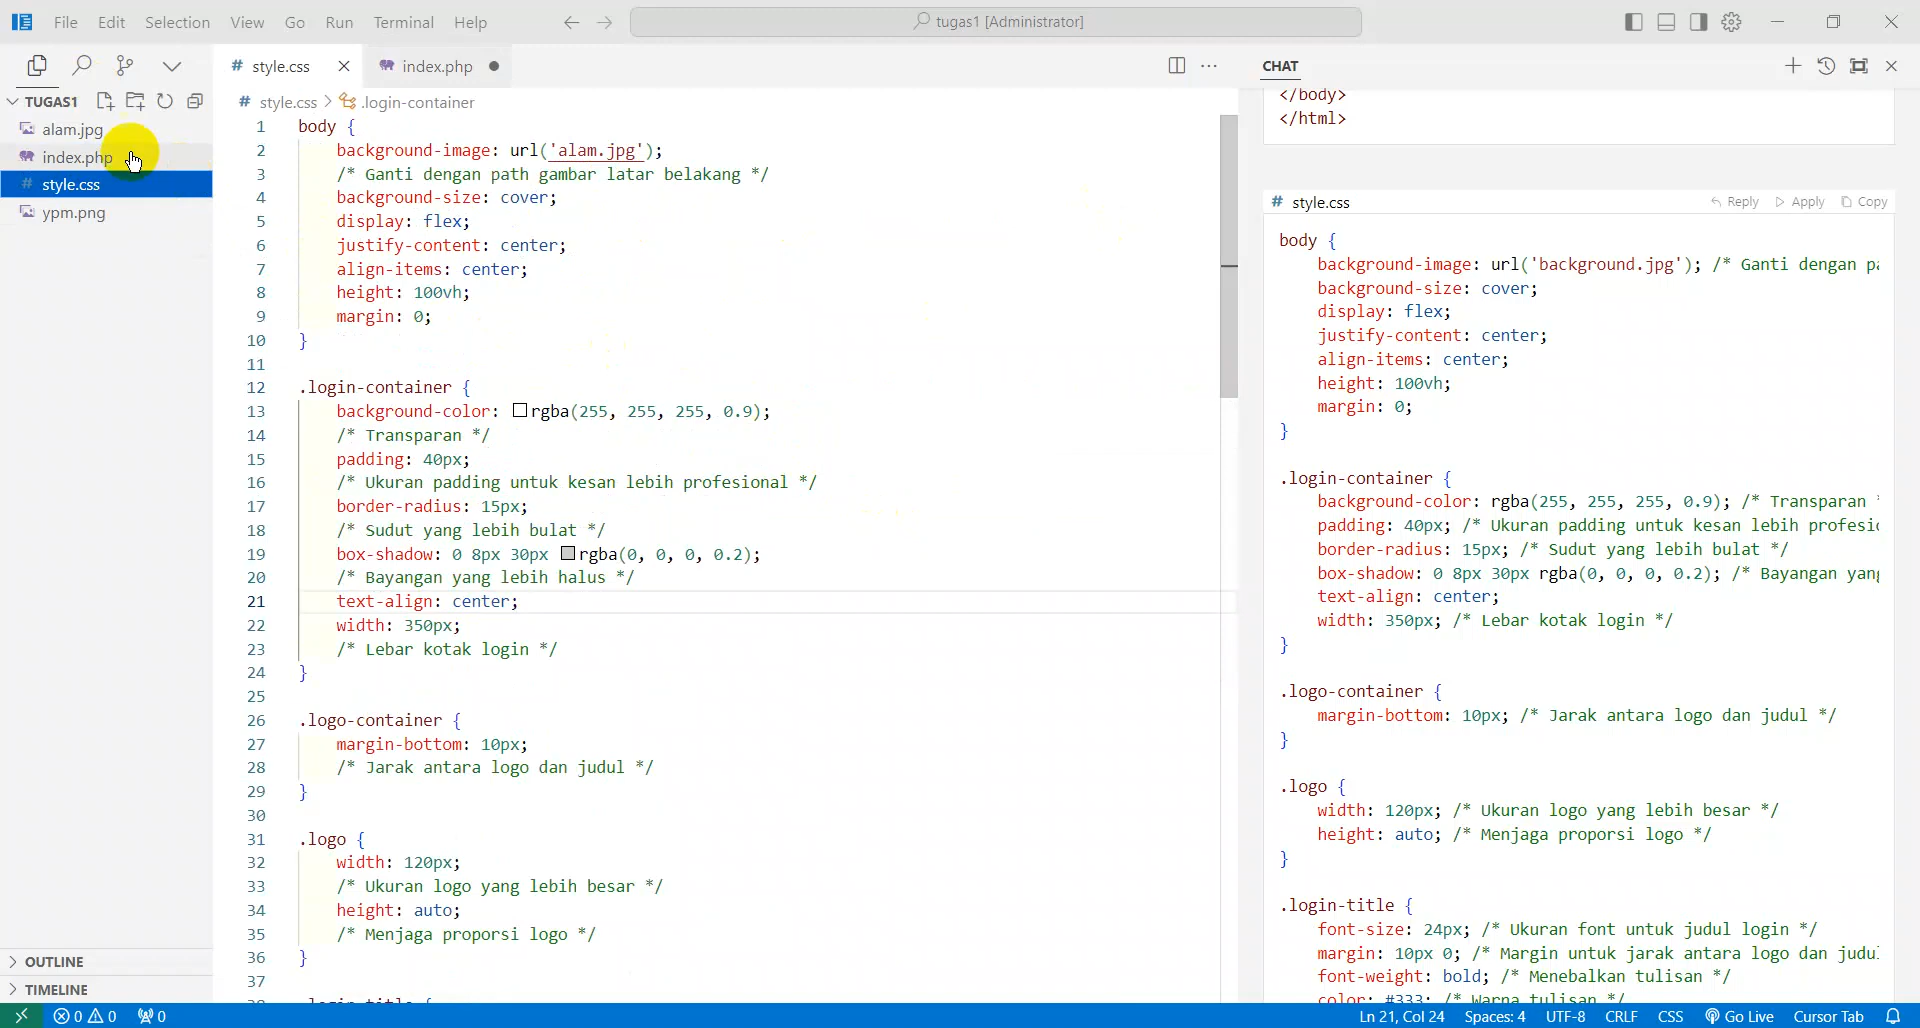 File Edit Selection View Go Run Terminal Help
tugas1 [Administrator]
TUGAS1
alam.jpg
index.php
style.css
ypm.png
OUTLINE
TIMELINE
# style.css
index.php
# style.css > .login-container
1 body {
2 background-image: url('alam.jpg');
3 /* Ganti dengan path gambar latar belakang */
4 background-size: cover;
5 display: flex;
6 justify-content: center;
7 align-items: center;
8 height: 100vh;
9 margin: 0;
10 }
11
12 .login-container {
13 background-color: rgba(255, 255, 255, 0.9);
14 /* Transparan */
15 padding: 40px;
16 /* Ukuran padding untuk kesan lebih profesional */
17 border-radius: 15px;
18 /* Sudut yang lebih bulat */
19 box-shadow: 0 8px 30px rgba(0, 0, 0, 0.2);
20 /* Bayangan yang lebih halus */
21 text-align: center;
22 width: 350px;
23 /* Lebar kotak login */
24 }
25
26 .logo-container {
27 margin-bottom: 10px;
28 /* Jarak antara logo dan judul */
29 }
30
31 .logo {
32 width: 120px;
33 /* Ukuran logo yang lebih besar */
34 height: auto;
35 /* Menjaga proporsi logo */
36 }
37
CHAT
</body>
</html>
# style.css Reply Apply Copy
body {
background-image: url('background.jpg'); /* Ganti dengan
background-size: cover;
display: flex;
justify-content: center;
align-items: center;
height: 100vh;
margin: 0;
}
.login-container {
background-color: rgba(255, 255, 255, 0.9); /* Transparan
padding: 40px; /* Ukuran padding untuk kesan lebih
border-radius: 15px; /* Sudut yang lebih bulat */
box-shadow: 0 8px 30px rgba(0, 0, 0, 0.2); /* Bayangan
text-align: center;
width: 350px; /* Lebar kotak login */
}
.logo-container {
margin-bottom: 10px; /* Jarak antara logo dan judul */
}
.logo {
width: 120px; /* Ukuran logo yang lebih besar */
height: auto; /* Menjaga proporsi logo */
}
.login-title {
font-size: 24px; /* Ukuran font untuk judul login */
margin: 10px 0; /* Margin untuk jarak antara logo dan
font-weight: bold; /* Menebalkan tulisan */
color: #333; /* Warna tulisan */
0 0 0 Ln 21, Col 24 Spaces: 4 UTF-8 CRLF CSS Go Live Cursor Tab